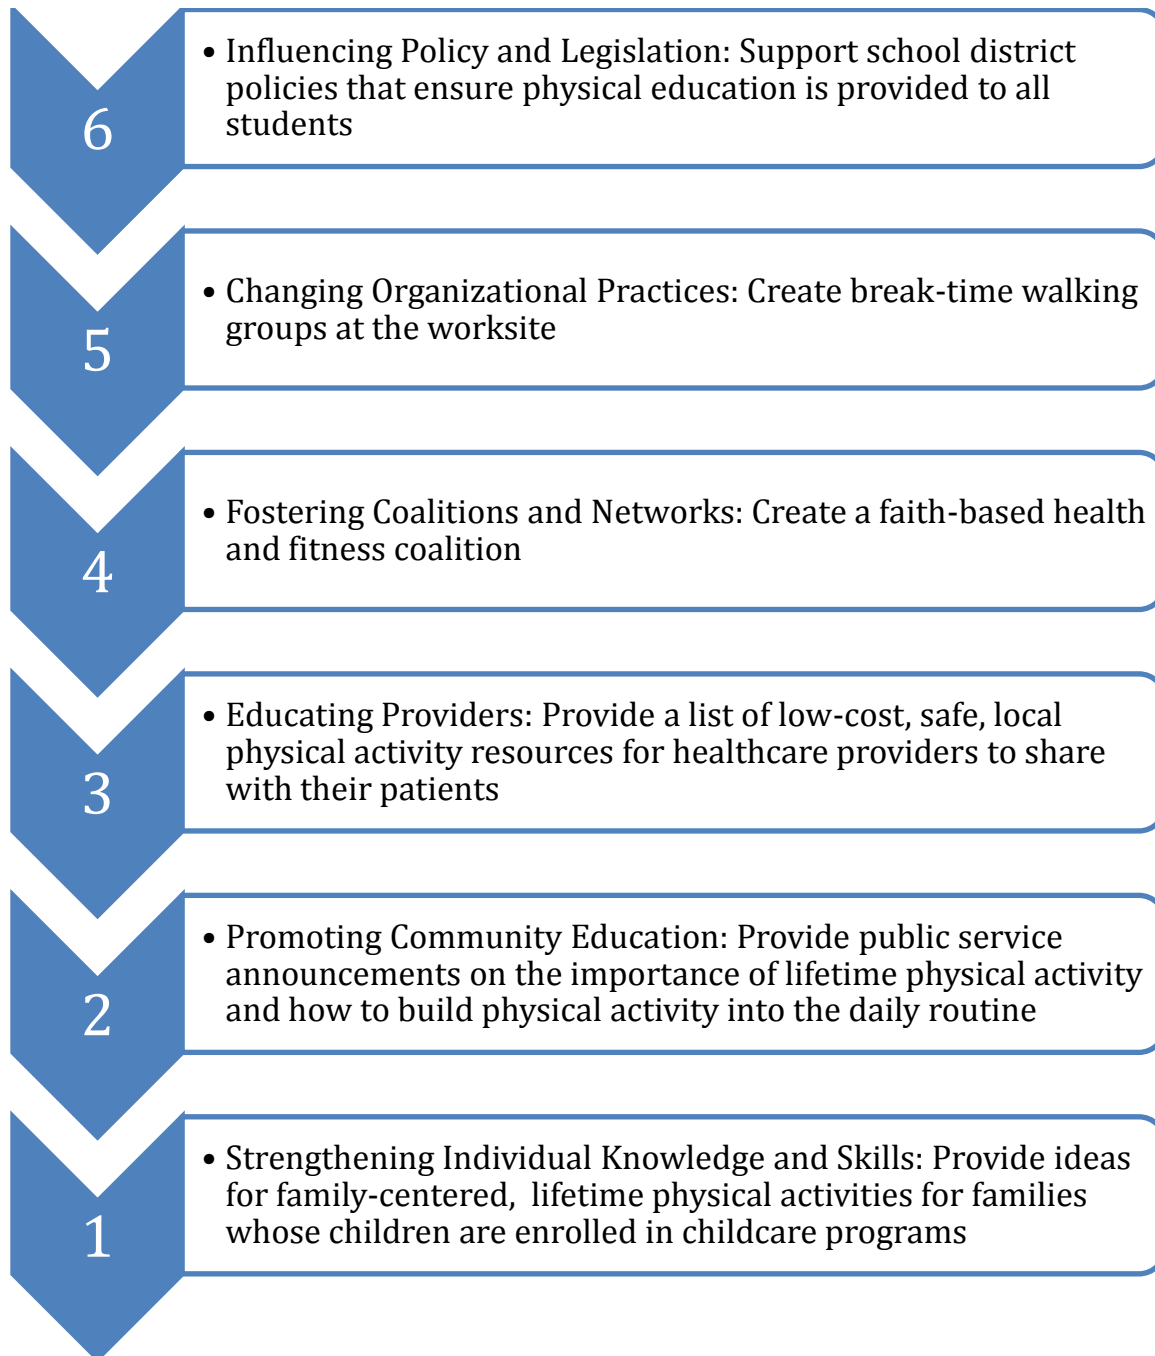 6
• Influencing Policy and Legislation: Support school district
policies that ensure physical education is provided to all
students
5
• Changing Organizational Practices: Create break-time walking
groups at the worksite
4
• Fostering Coalitions and Networks: Create a faith-based health
and fitness coalition
3
• Educating Providers: Provide a list of low-cost, safe, local
physical activity resources for healthcare providers to share
with their patients
2
• Promoting Community Education: Provide public service
announcements on the importance of lifetime physical activity
and how to build physical activity into the daily routine
1
• Strengthening Individual Knowledge and Skills: Provide ideas
for family-centered,  lifetime physical activities for families
whose children are enrolled in childcare programs